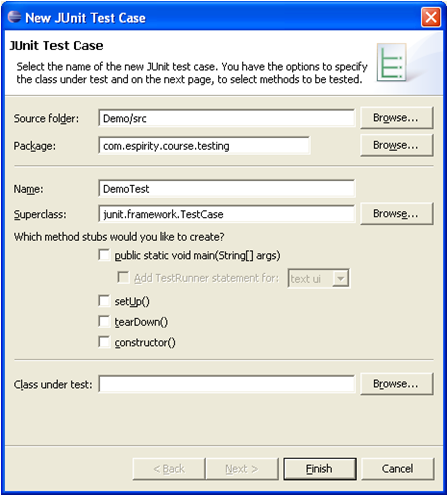 New JUnit Test Case
JUnit Test Case
Select the name of the new JUnit test case. You have the options to specify
the class under test and on the next page, to select methods to be tested.
Source folder: Demo/src Browse...
Package: com.espirity.course.testing Browse...
Name: DemoTest
Superclass: junit.framework.TestCase Browse...
Which method stubs would you like to create?
public static void main(String[] args)
Add TestRunner statement for: text ui
setUp()
tearDown()
constructor()
Class under test: Browse...
< Back Next > Finish Cancel